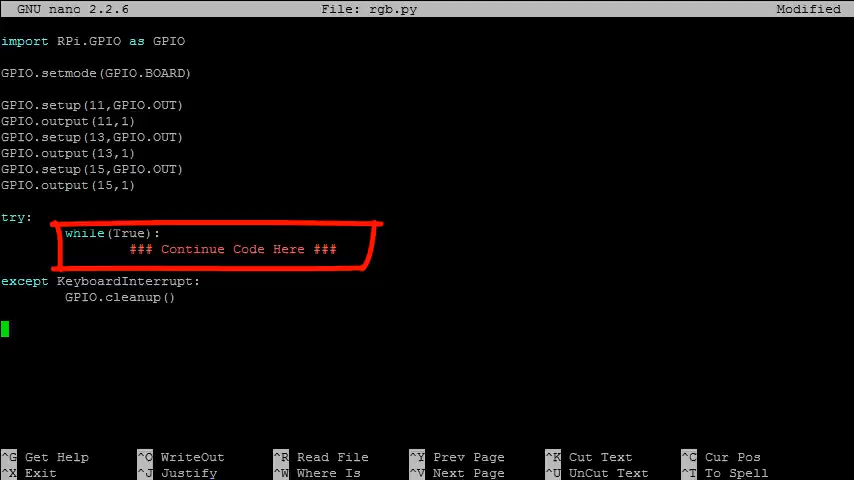 GNU nano 2.2.6 File: rgb.py Modified
import RPi.GPIO as GPIO
GPIO.setmode(GPIO.BOARD)
GPIO.setup(11,GPIO.OUT)
GPIO.output(11,1)
GPIO.setup(13,GPIO.OUT)
GPIO.output(13,1)
GPIO.setup(15,GPIO.OUT)
GPIO.output(15,1)
try:
while(True):
### Continue Code Here ###
except KeyboardInterrupt:
GPIO.cleanup()
^G Get Help ^O WriteOut ^R Read File ^Y Prev Page ^K Cut Text ^C Cur Pos
^X Exit ^J Justify ^W Where Is ^V Next Page ^U UnCut Text ^T To Spell